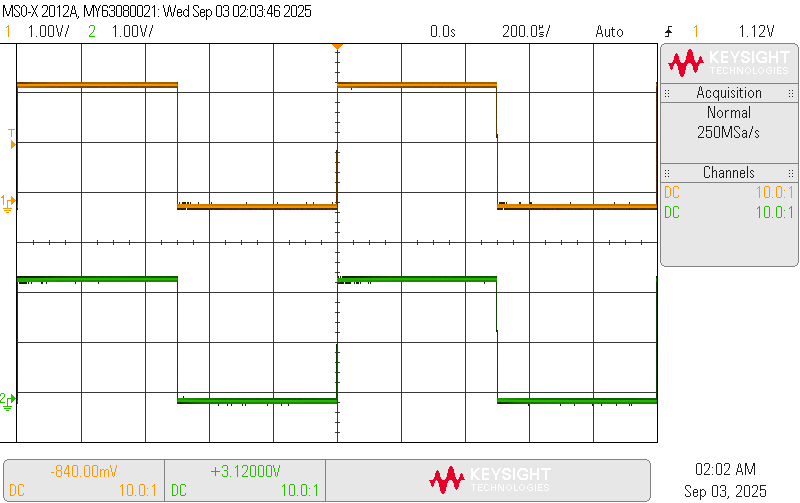 MSO-X 2012A, MY63080021: Wed Sep 03 02:03:46 2025
1 1.00V/ 2 1.00V/ 0.0s 200.0µs/ Auto 1 1.12V
KEYSIGHT
TECHNOLOGIES
Acquisition
Normal
250MSa/s
Channels
DC 10.0:1
DC 10.0:1
T
1
2
-840.00mV +3.12000V
DC 10.0:1 DC 10.0:1
KEYSIGHT
TECHNOLOGIES
02:02 AM
Sep 03, 2025